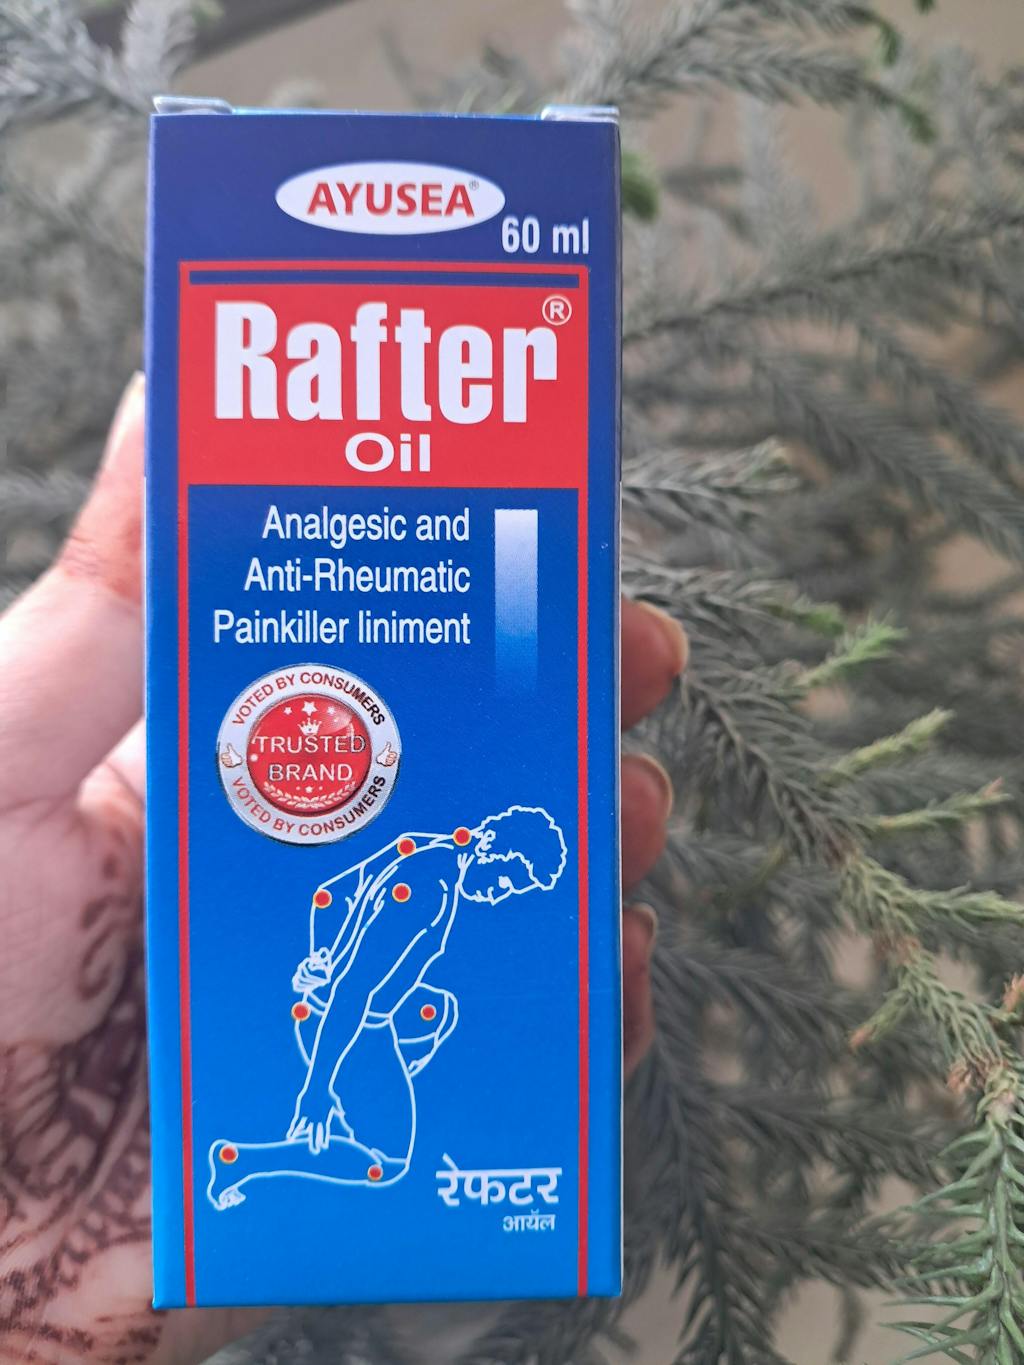 AYUSEA®
60 ml
Rafter®
Oil
Analgesic and
Anti-Rheumatic
Painkiller liniment
VOTED BY CONSUMERS
TRUSTED
BRAND
VOTED BY CONSUMERS
रेफटर
आयॅल